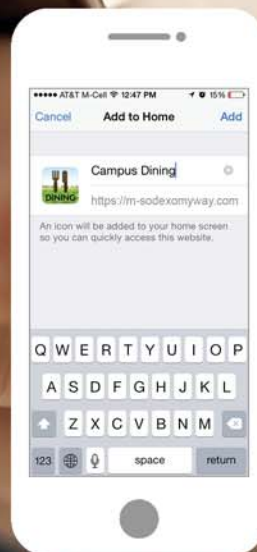 AT&T M-Cell 12:47 PM 15%
Cancel Add to Home Add
Campus Dining
DINING
https://m-sodexomyway.com
An icon will be added to your home screen
so you can quickly access this website.
Q W E R T Y U I O P
A S D F G H J K L
Z X C V B N M
123 space return